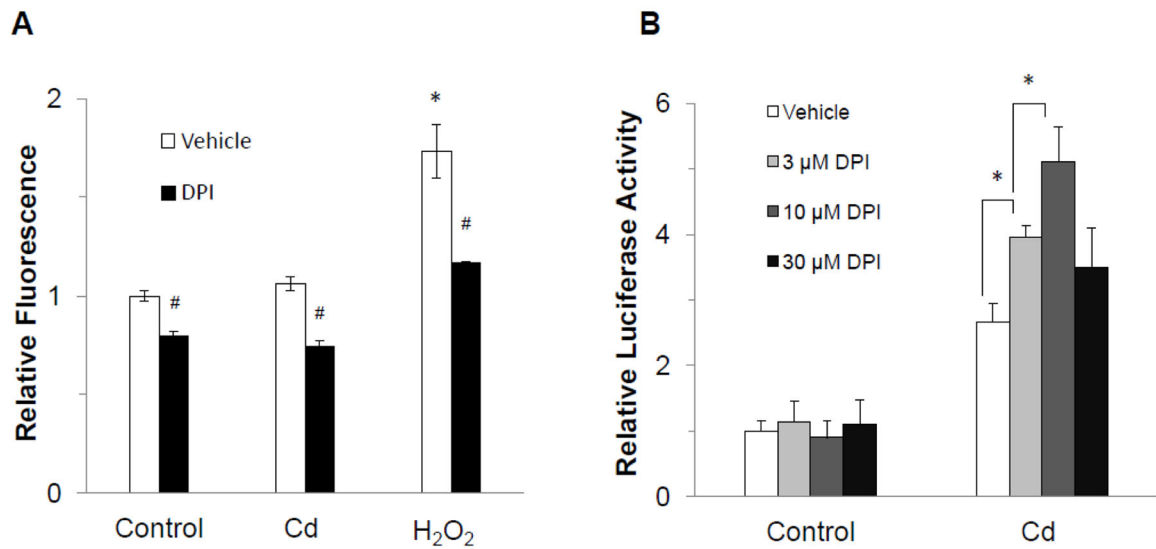 A
Relative Fluorescence
2
1
0
Vehicle
DPI
*
#
#
#
Control Cd H₂O₂
B
Relative Luciferase Activity
6
4
2
0
Vehicle
3 μM DPI
10 μM DPI
30 μM DPI
*
*
Control Cd